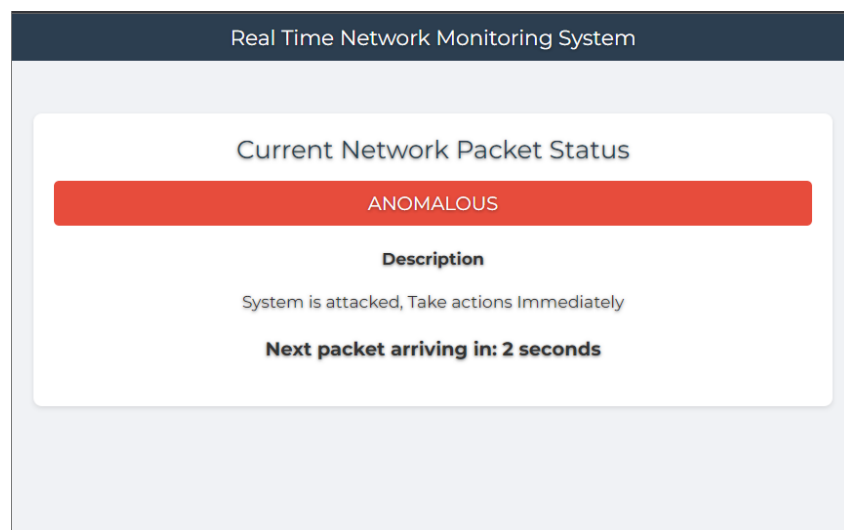 Real Time Network Monitoring System
Current Network Packet Status
ANOMALOUS
Description
System is attacked, Take actions Immediately
Next packet arriving in: 2 seconds